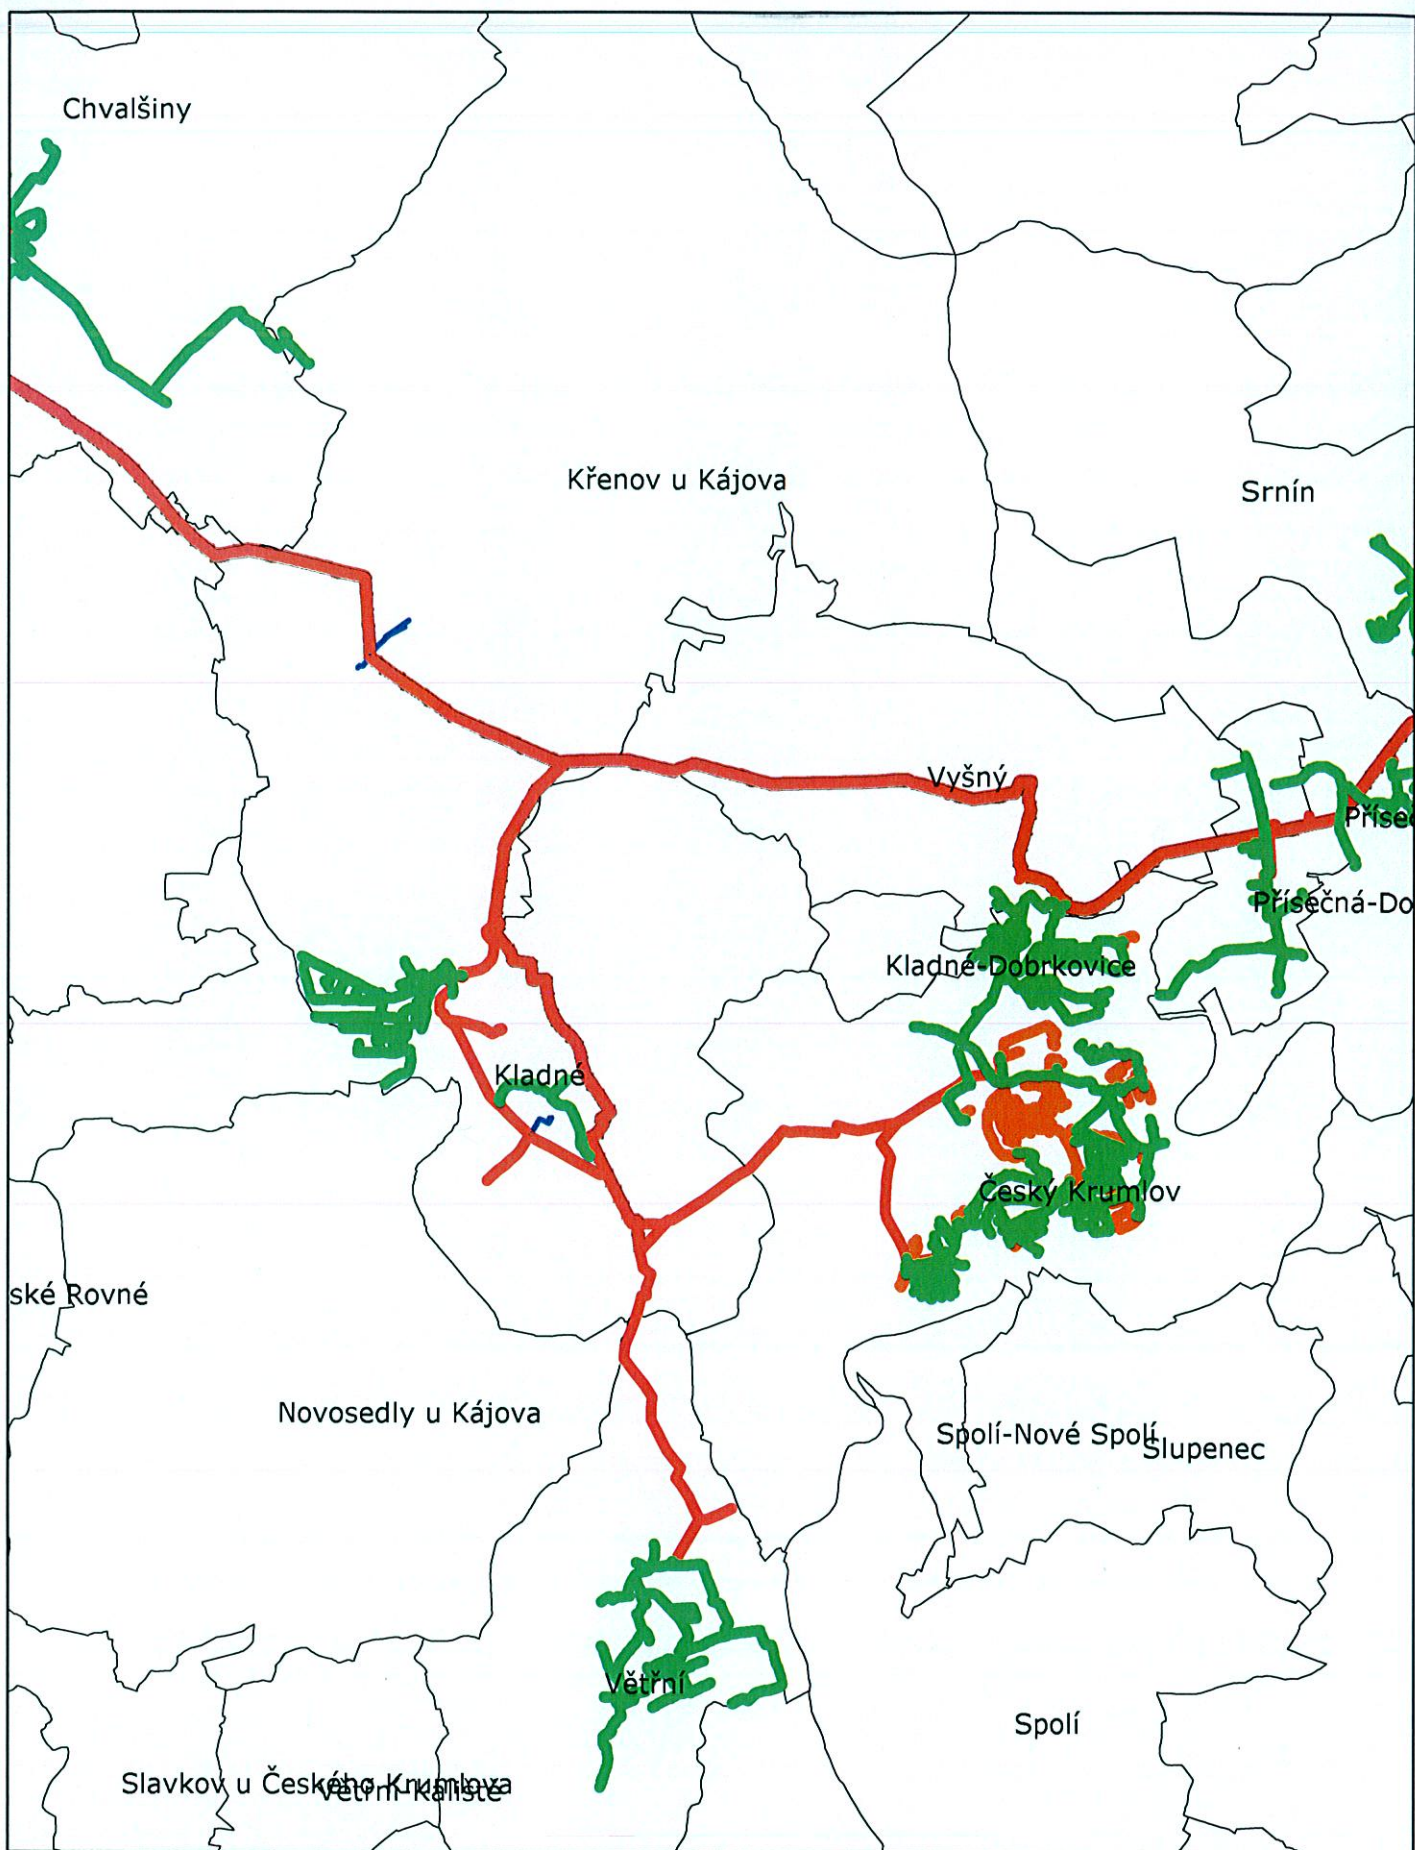 Chvalšiny
Křenov u Kájova
Srnín
Vyšný
Příseč
Přísečná-Do
Kladné-Dobrkovice
Kladné
Český Krumlov
ské Rovné
Novosedly u Kájova
Spolí-Nové Spolí
Slupenec
Větřní
Spolí
Slavkov u Českého Krumlova
Větřní-Kaliště